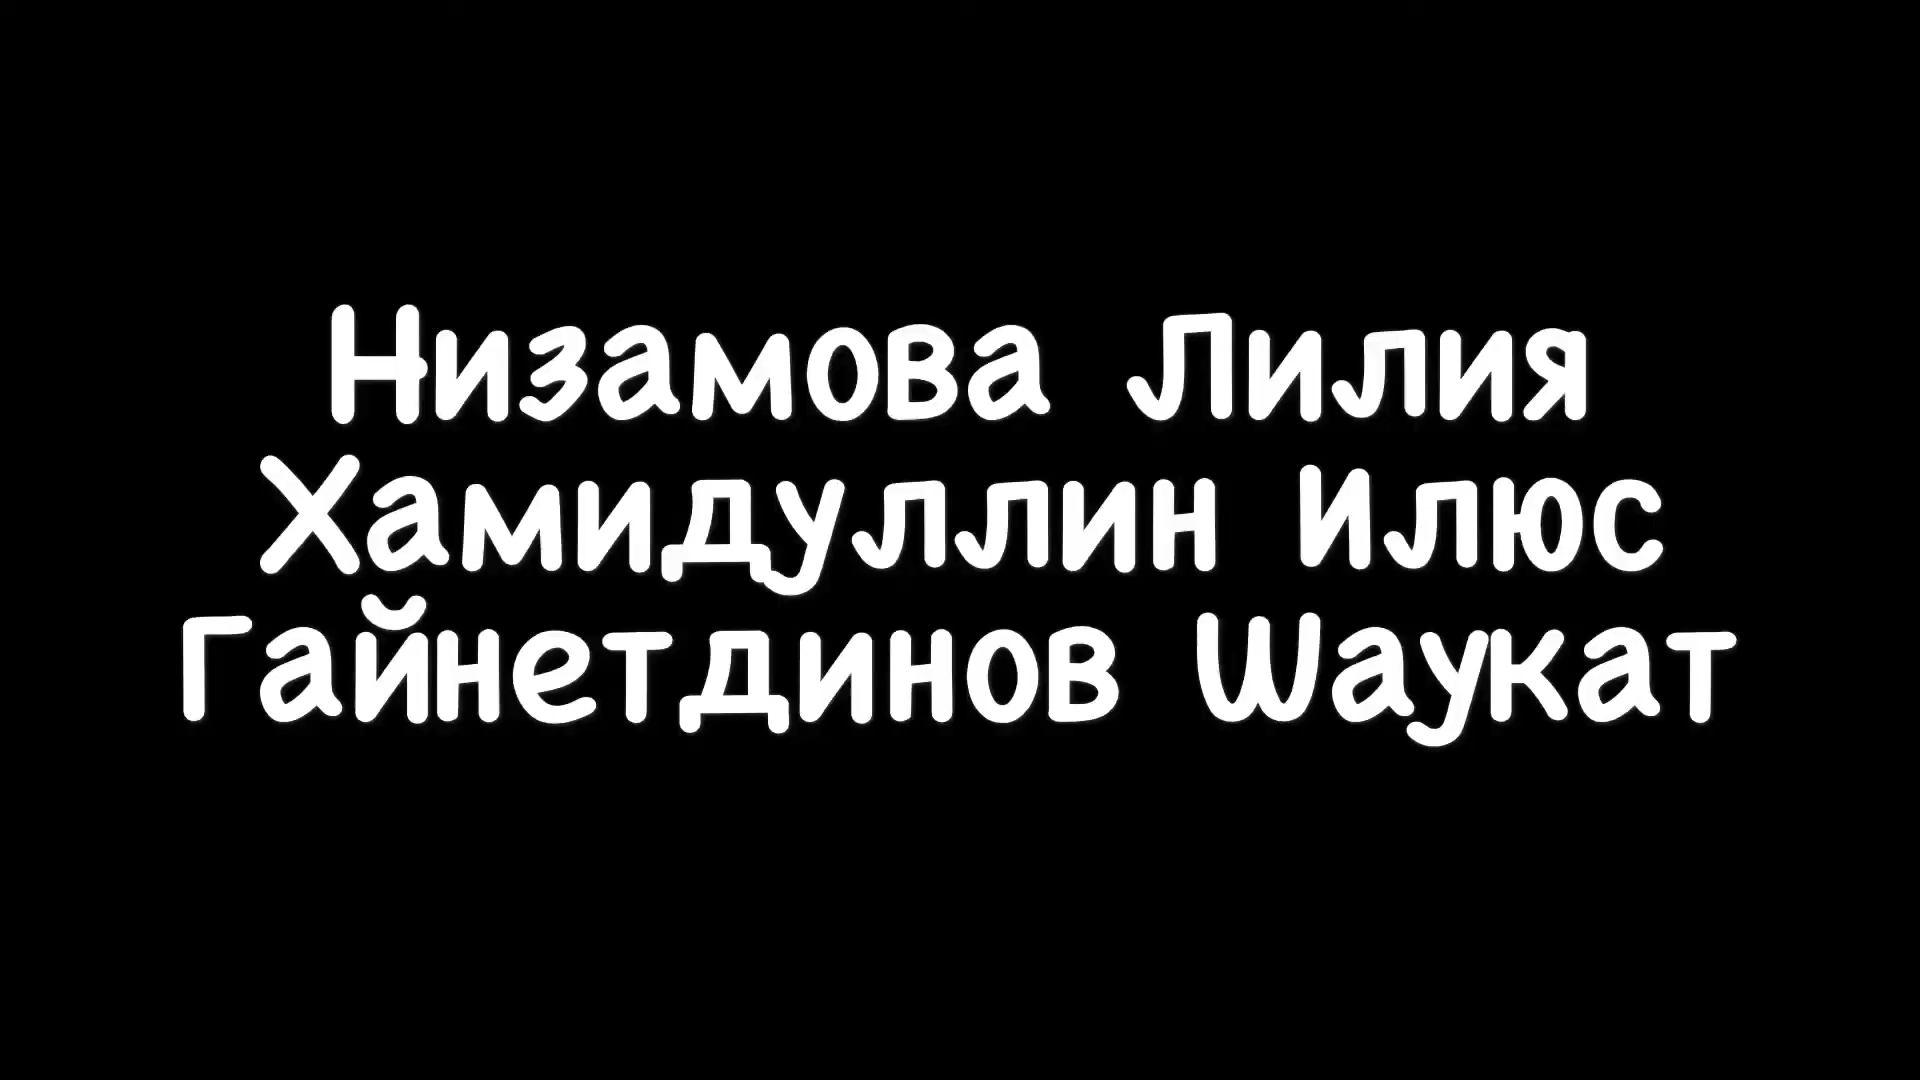 Низамова Лилия
Хамидуллин Илюс
Гайнетдинов Шаукат